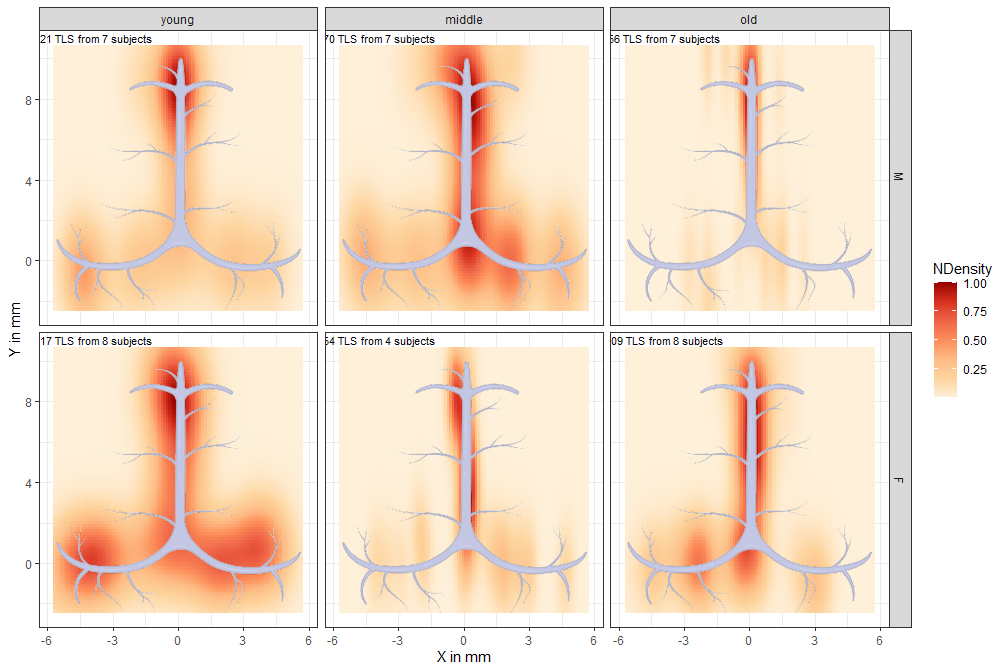 young
middle
old
21 TLS from 7 subjects
70 TLS from 7 subjects
56 TLS from 7 subjects
M
8
4
0
17 TLS from 8 subjects
54 TLS from 4 subjects
09 TLS from 8 subjects
F
8
4
0
-6 -3 0 3 6
-6 -3 0 3 6
-6 -3 0 3 6
X in mm
Y in mm
NDensity
1.00
0.75
0.50
0.25